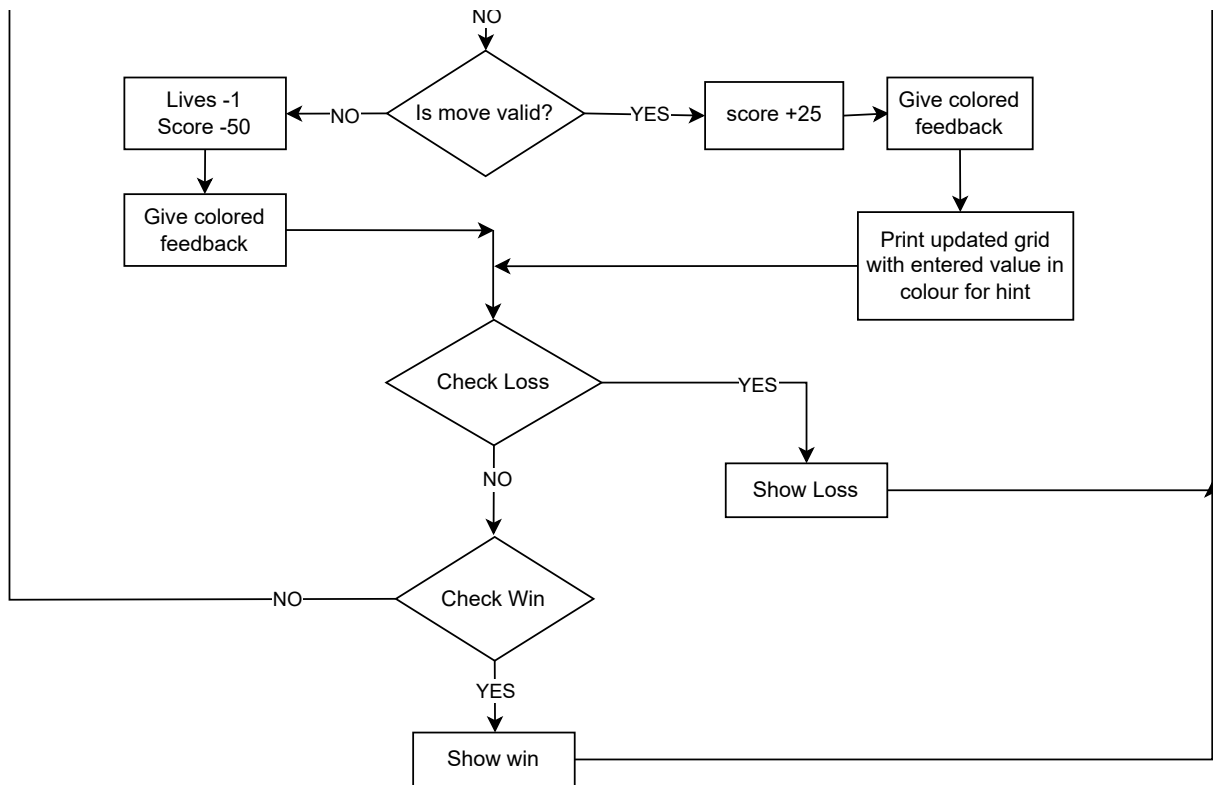 NO
Is move valid?
NO
YES
Lives -1
Score -50
score +25
Give colored
feedback
Give colored
feedback
Print updated grid
with entered value in
colour for hint
Check Loss
YES
NO
Show Loss
Check Win
NO
YES
Show win